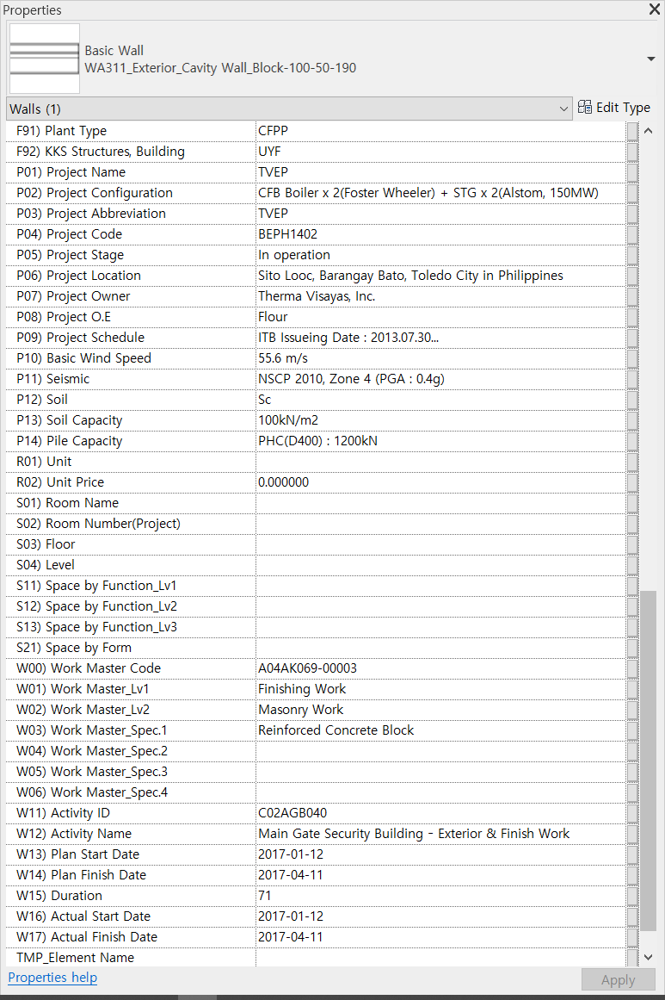 Properties
Basic Wall
WA311_Exterior_Cavity Wall_Block-100-50-190
Walls (1) Edit Type
F91) Plant Type CFPP
F92) KKS Structures, Building UYF
P01) Project Name TVEP
P02) Project Configuration CFB Boiler x 2(Foster Wheeler) + STG x 2(Alstom, 150MW)
P03) Project Abbreviation TVEP
P04) Project Code BEPH1402
P05) Project Stage In operation
P06) Project Location Sito Looc, Barangay Bato, Toledo City in Philippines
P07) Project Owner Therma Visayas, Inc.
P08) Project O.E Flour
P09) Project Schedule ITB Issueing Date : 2013.07.30...
P10) Basic Wind Speed 55.6 m/s
P11) Seismic NSCP 2010, Zone 4 (PGA : 0.4g)
P12) Soil Sc
P13) Soil Capacity 100kN/m2
P14) Pile Capacity PHC(D400) : 1200kN
R01) Unit
R02) Unit Price 0.000000
S01) Room Name
S02) Room Number(Project)
S03) Floor
S04) Level
S11) Space by Function_Lv1
S12) Space by Function_Lv2
S13) Space by Function_Lv3
S21) Space by Form
W00) Work Master Code A04AK069-00003
W01) Work Master_Lv1 Finishing Work
W02) Work Master_Lv2 Masonry Work
W03) Work Master_Spec.1 Reinforced Concrete Block
W04) Work Master_Spec.2
W05) Work Master_Spec.3
W06) Work Master_Spec.4
W11) Activity ID C02AGB040
W12) Activity Name Main Gate Security Building - Exterior & Finish Work
W13) Plan Start Date 2017-01-12
W14) Plan Finish Date 2017-04-11
W15) Duration 71
W16) Actual Start Date 2017-01-12
W17) Actual Finish Date 2017-04-11
TMP_Element Name
Properties help Apply